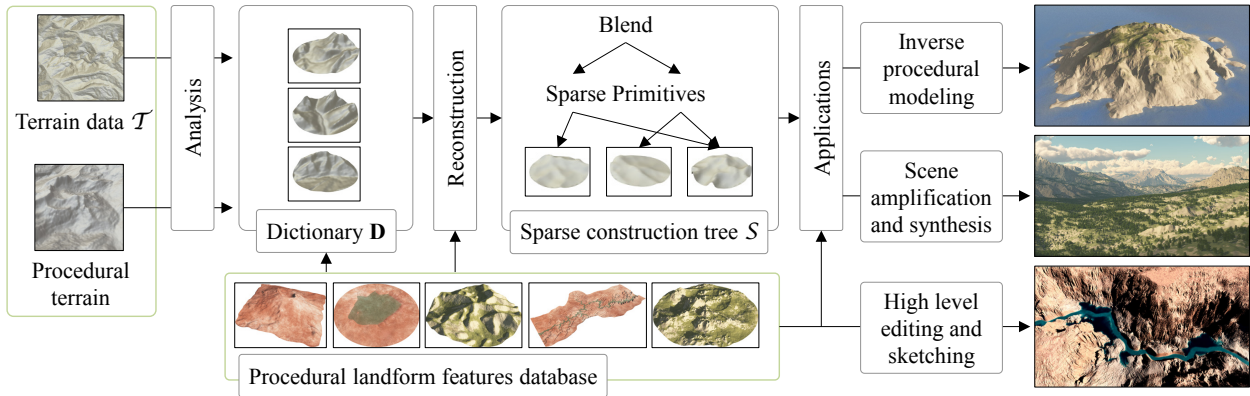 Terrain data 𝒯
Procedural
terrain
Analysis
Dictionary D
Reconstruction
Blend
Sparse Primitives
Sparse construction tree 𝒮
Applications
Inverse
procedural
modeling
Scene
amplification
and synthesis
High level
editing and
sketching
Procedural landform features database